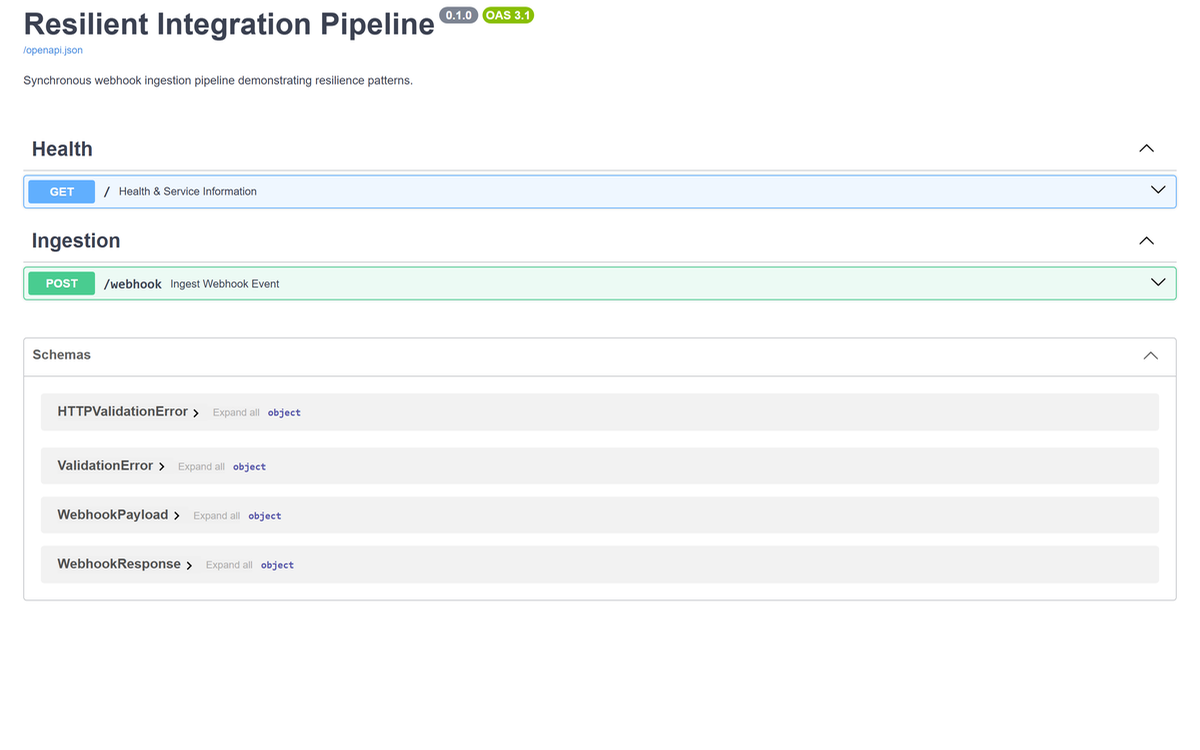 Resilient Integration Pipeline 0.1.0 OAS 3.1
/openapi.json
Synchronous webhook ingestion pipeline demonstrating resilience patterns.
Health
GET / Health & Service Information
Ingestion
POST /webhook Ingest Webhook Event
Schemas
HTTPValidationError Expand all object
ValidationError Expand all object
WebhookPayload Expand all object
WebhookResponse Expand all object